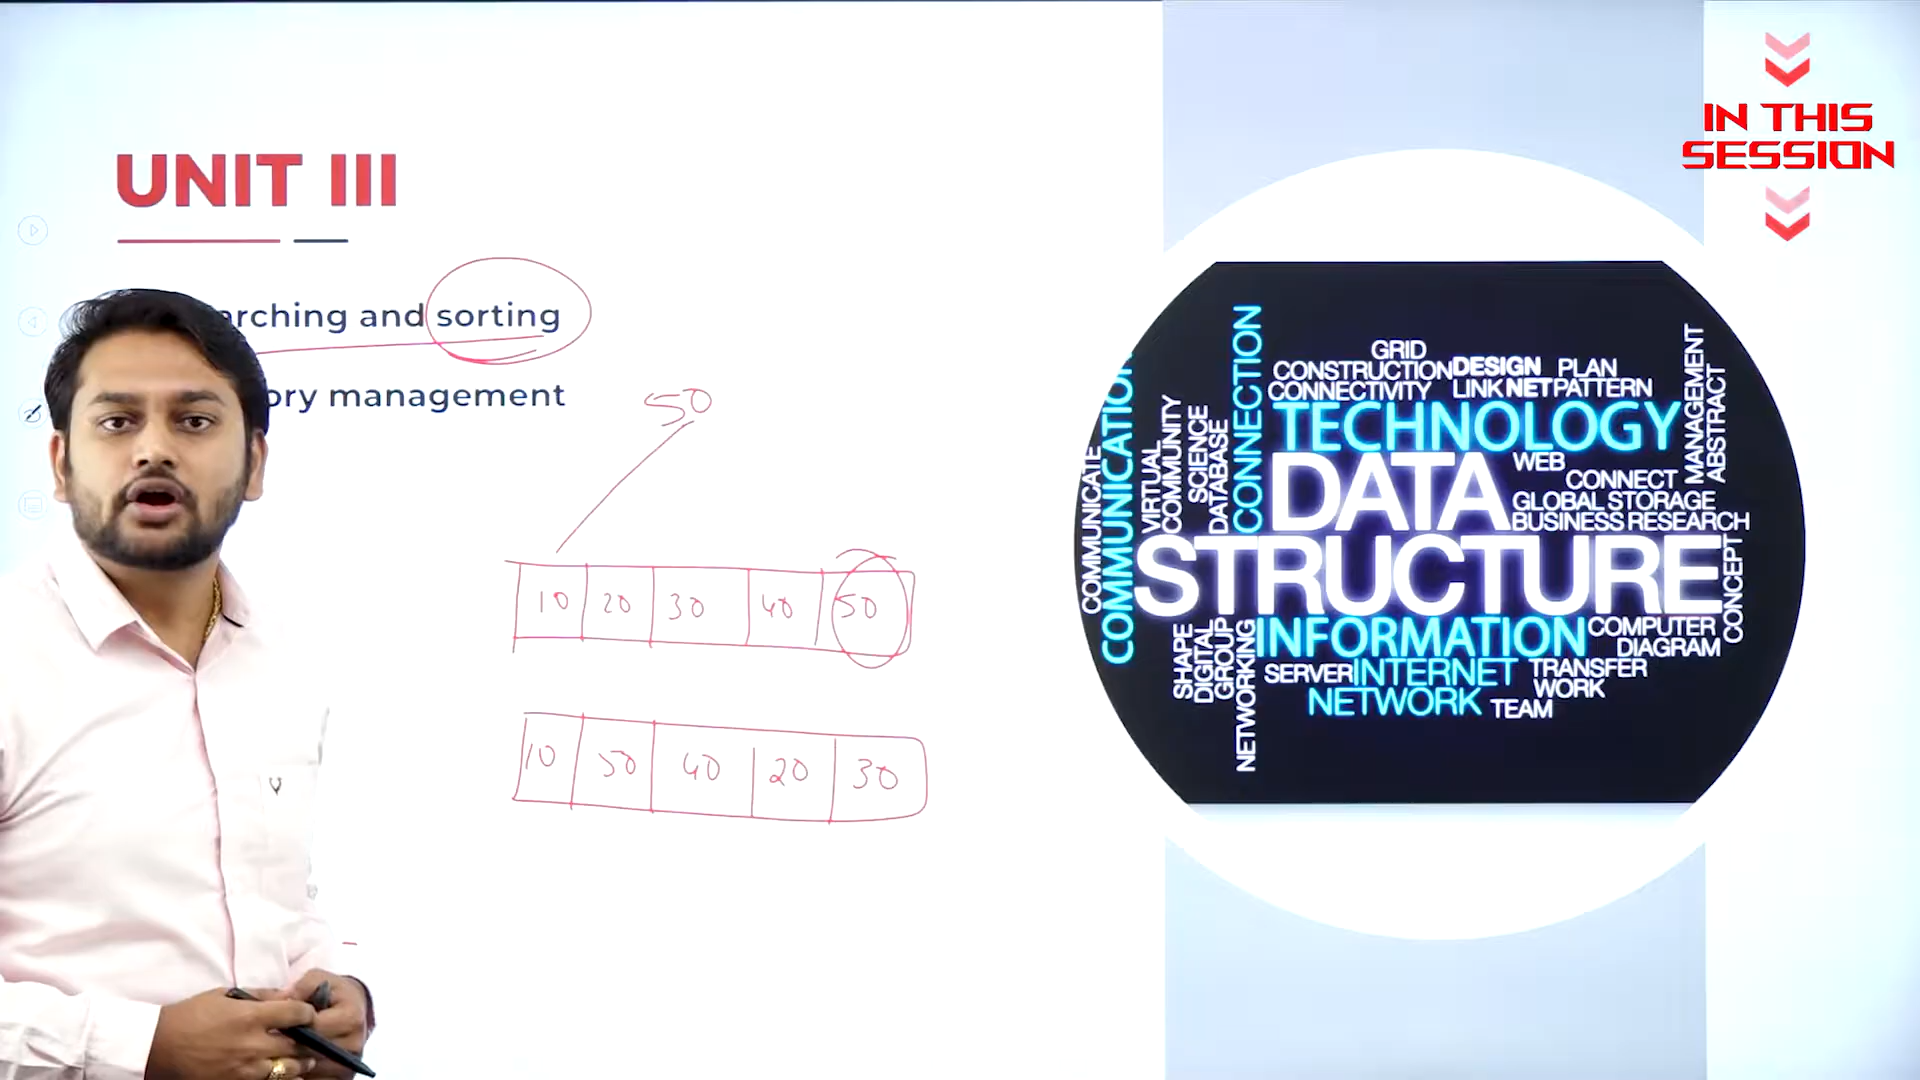 IN THIS
SESSION
UNIT III
arching and sorting
ory management
50
10 20 30 40 50
10 50 40 20 30
GRID
CONSTRUCTION DESIGN PLAN
CONNECTIVITY LINK NET PATTERN
TECHNOLOGY
DATA
WEB
CONNECT
GLOBAL STORAGE
BUSINESS RESEARCH
STRUCTURE
INFORMATION
COMPUTER
DIAGRAM
SERVER INTERNET TRANSFER
WORK
NETWORK TEAM
COMMUNICATE
COMMUNICATION
VIRTUAL
COMMUNITY
SCIENCE
DATABASE
CONNECTION
MANAGEMENT
ABSTRACT
CONCEPT
SHAPE
DIGITAL
GROUP
NETWORKING